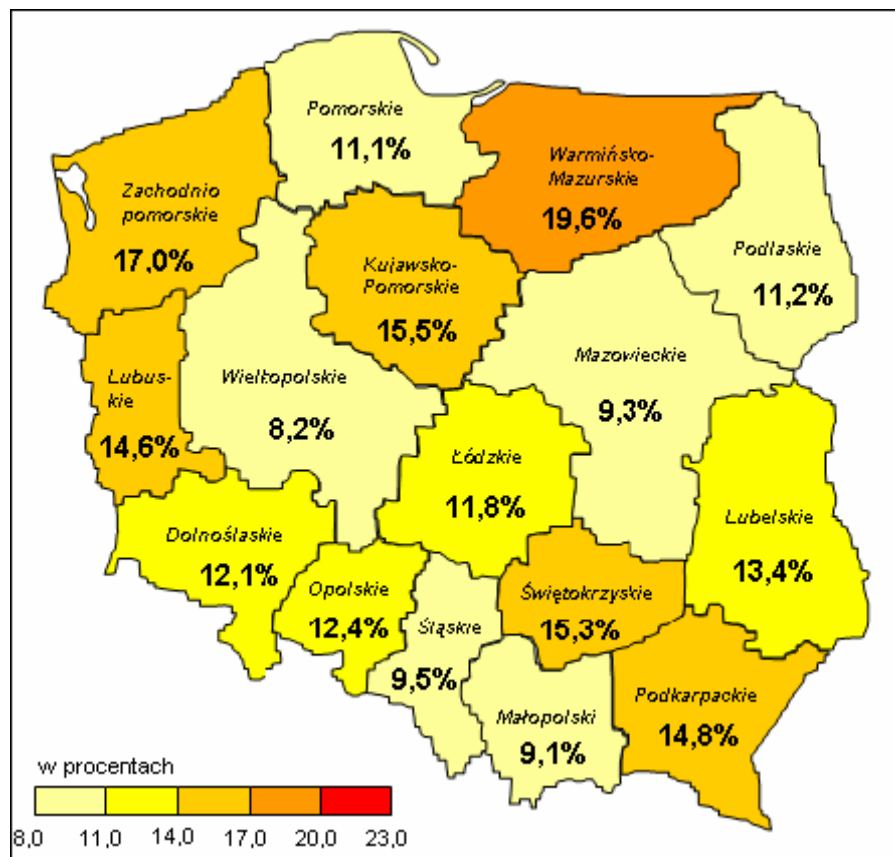 Pomorskie
11,1%
Warmińsko-
Mazurskie
19,6%
Zachodnio
pomorskie
17,0%
Kujawsko-
Pomorskie
15,5%
Podlaskie
11,2%
Lubus-
kie
14,6%
Wielkopolskie
8,2%
Mazowieckie
9,3%
Łódzkie
11,8%
Lubelskie
13,4%
Dolnoślaskie
12,1%
Opolskie
12,4%
Śląskie
9,5%
Świętokrzyskie
15,3%
Małopolski
9,1%
Podkarpackie
14,8%
w procentach
8,0 11,0 14,0 17,0 20,0 23,0